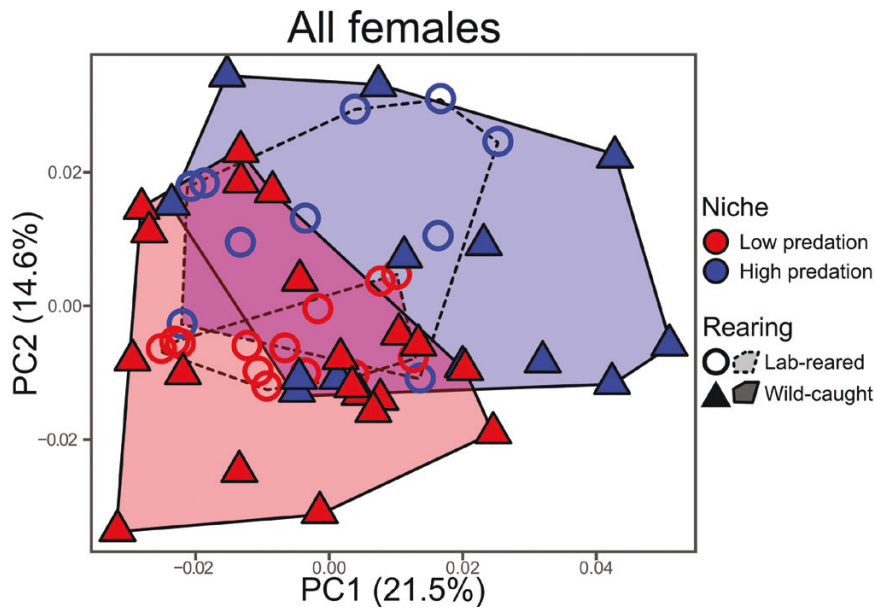 All females
PC2 (14.6%)
0.02
0.00
−0.02
−0.02
0.00
0.02
0.04
PC1 (21.5%)
Niche
Low predation
High predation
Rearing
Lab-reared
Wild-caught